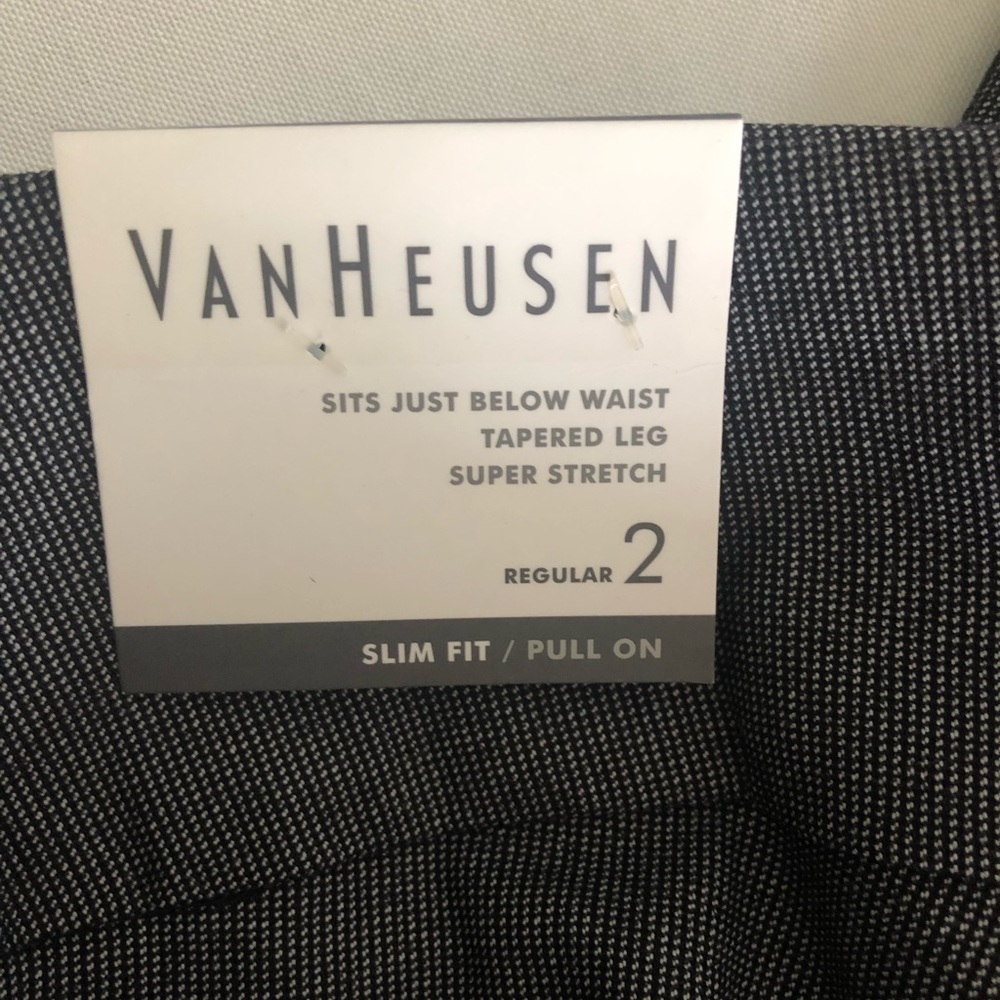 VANHEUSEN
SITS JUST BELOW WAIST
TAPERED LEG
SUPER STRETCH
REGULAR 2
SLIM FIT / PULL ON